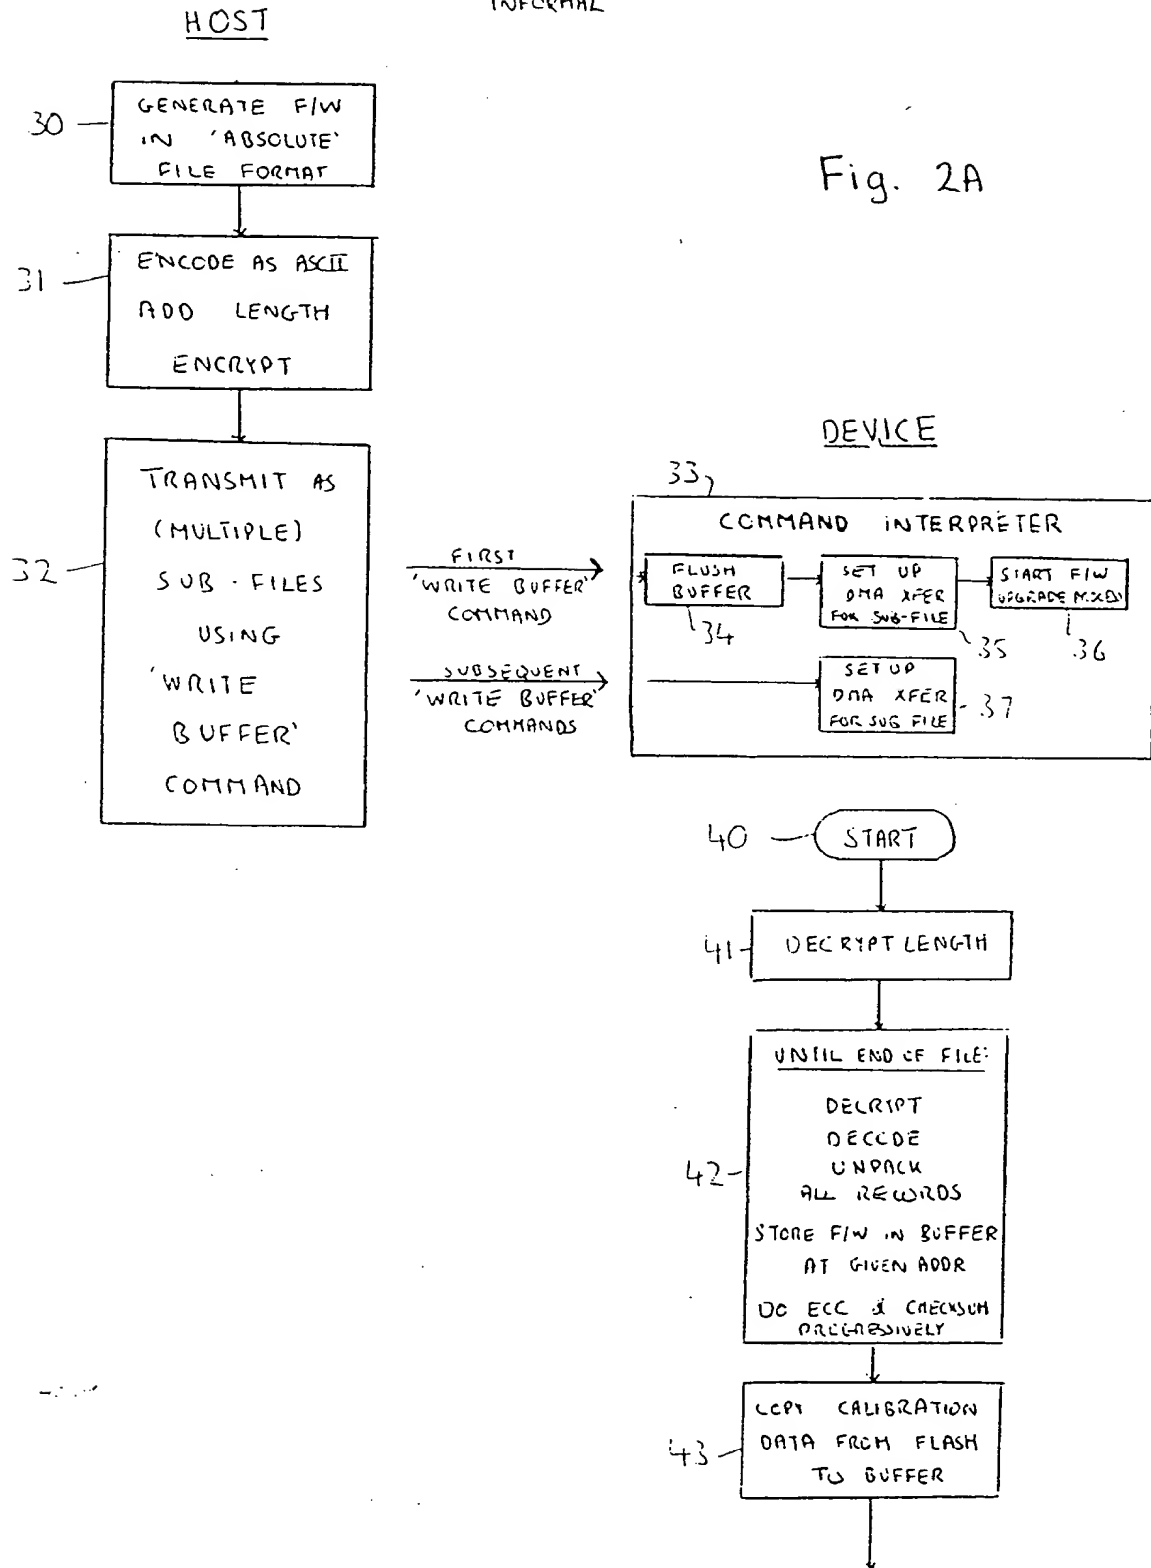 INFORMAL
HOST
30
GENERATE F/W
IN 'ABSOLUTE'
FILE FORMAT
Fig. 2A
31
ENCODE AS ASCII
ADD LENGTH
ENCRYPT
32
TRANSMIT AS
(MULTIPLE)
SUB-FILES
USING
'WRITE
BUFFER'
COMMAND
FIRST
'WRITE BUFFER'
COMMAND
SUBSEQUENT
'WRITE BUFFER'
COMMANDS
DEVICE
33
COMMAND INTERPRETER
FLUSH
BUFFER
34
SET UP
DMA XFER
FOR SUB-FILE
35
START F/W
UPGRADE
36
SET UP
DMA XFER
FOR SUB FILE
37
40
START
41
DECRYPT LENGTH
42
UNTIL END OF FILE:
DECRYPT
DECODE
UNPACK
ALL RECORDS
STORE F/W IN BUFFER
AT GIVEN ADDR
DO ECC & CHECKSUM
PROGRESSIVELY
43
COPY CALIBRATION
DATA FROM FLASH
TO BUFFER